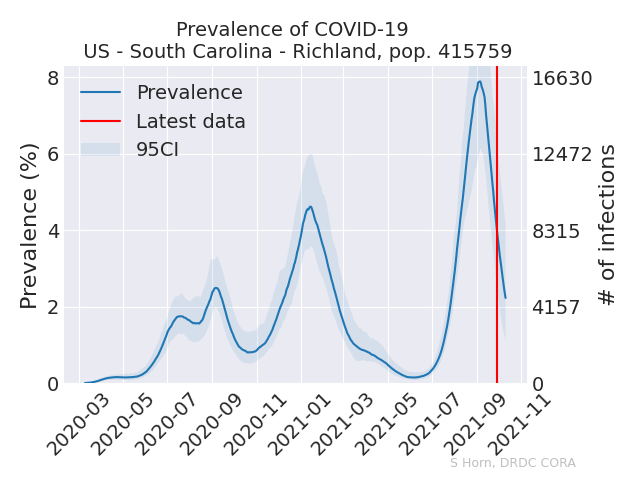 Prevalence of COVID-19
US - South Carolina - Richland, pop. 415759
Prevalence
Latest data
95CI
Prevalence (%)
8
6
4
2
0
16630
12472
8315
4157
0
# of infections
2020-03
2020-05
2020-07
2020-09
2020-11
2021-01
2021-03
2021-05
2021-07
2021-09
2021-11
S Horn, DRDC CORA